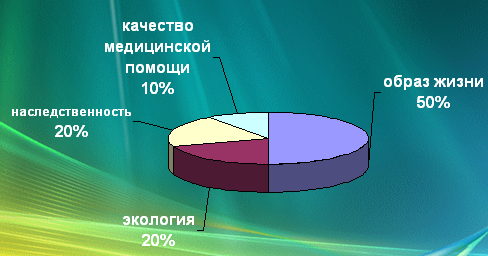 качество
медицинской
помощи
10%
образ жизни
50%
наследственность
20%
экология
20%